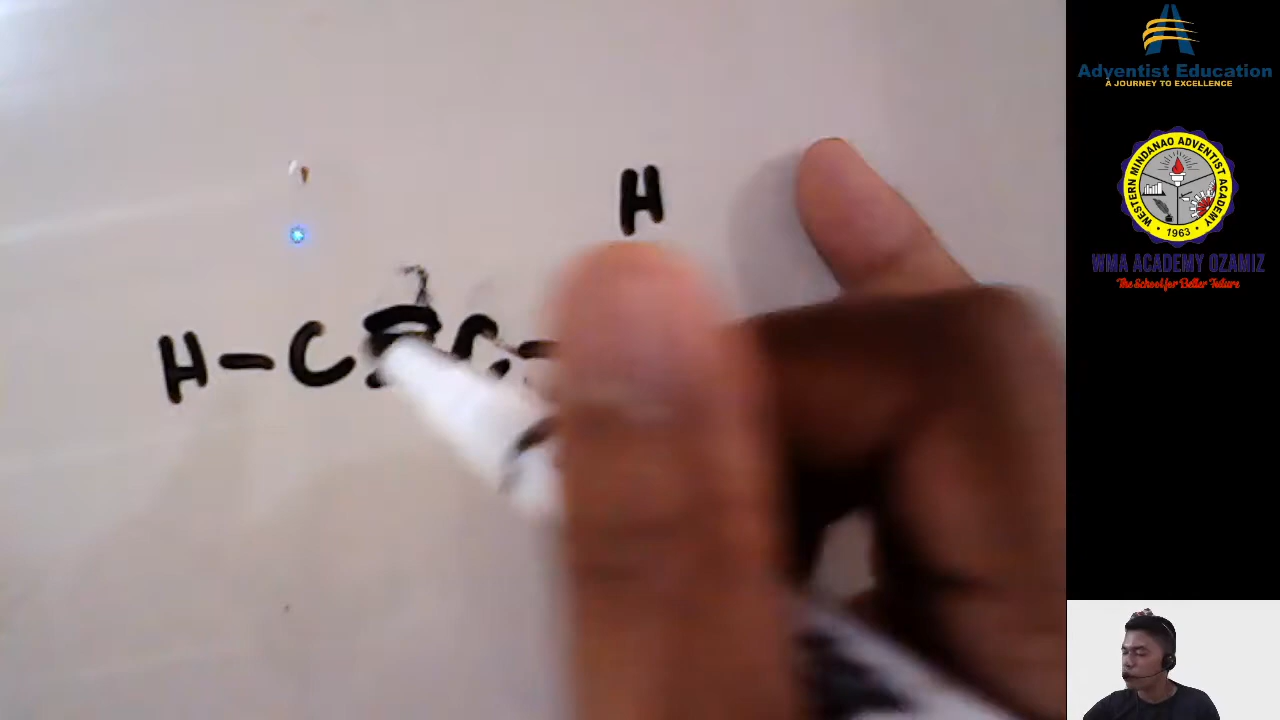 Adventist Education
A JOURNEY TO EXCELLENCE
WESTERN MINDANAO ADVENTIST ACADEMY
• 1963 •
WMA ACADEMY OZAMIZ
The School for Better Future
H
H – C ≡ C –